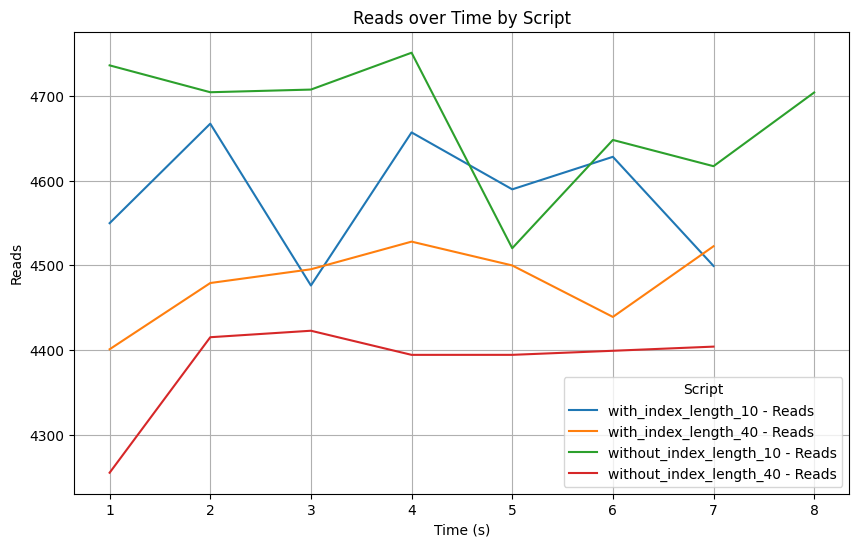 Reads over Time by Script
Reads
4700
4600
4500
4400
4300
1 2 3 4 5 6 7 8
Time (s)
Script
with_index_length_10 - Reads
with_index_length_40 - Reads
without_index_length_10 - Reads
without_index_length_40 - Reads